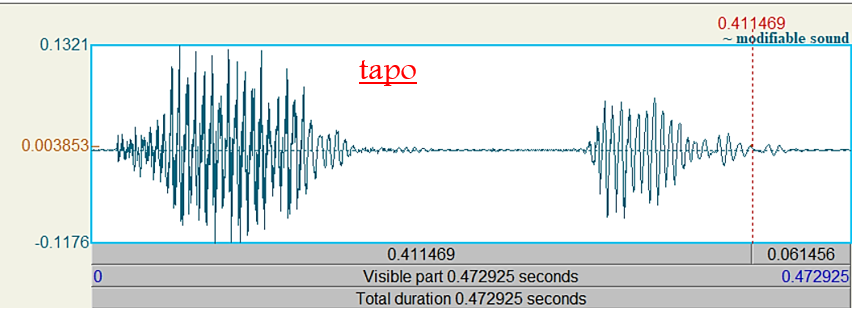 0.411469
~ modifiable sound
0.1321
tapo
0.003853
-0.1176
0.411469 0.061456
0 Visible part 0.472925 seconds 0.472925
Total duration 0.472925 seconds